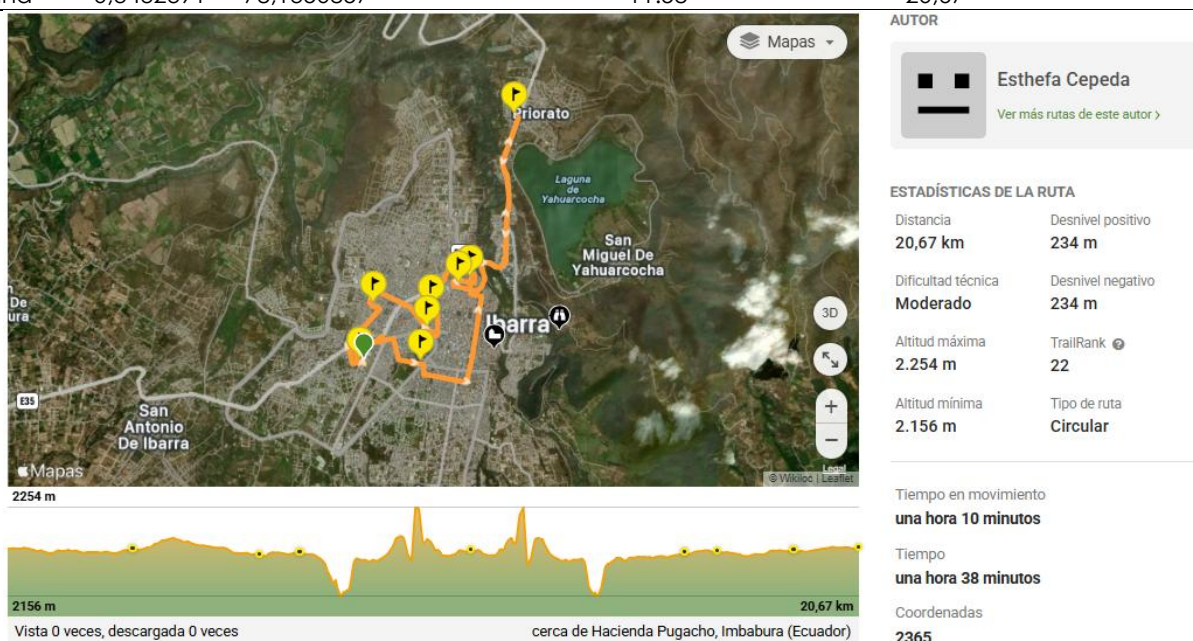 Mapas
Priorato
Laguna
de
Yahuarcocha
San
Miguel De
Yahuarcocha
De
ura
Ibarra
3D
E35
San
Antonio
De Ibarra
+
−
Mapas
Legal
© Wikiloc | Leaflet
2254 m
2156 m
20,67 km
Vista 0 veces, descargada 0 veces
cerca de Hacienda Pugacho, Imbabura (Ecuador)
AUTOR
Esthefa Cepeda
Ver más rutas de este autor ›
ESTADÍSTICAS DE LA RUTA
Distancia
Desnivel positivo
20,67 km
234 m
Dificultad técnica
Desnivel negativo
Moderado
234 m
Altitud máxima
TrailRank ?
2.254 m
22
Altitud mínima
Tipo de ruta
2.156 m
Circular
Tiempo en movimiento
una hora 10 minutos
Tiempo
una hora 38 minutos
Coordenadas
2365